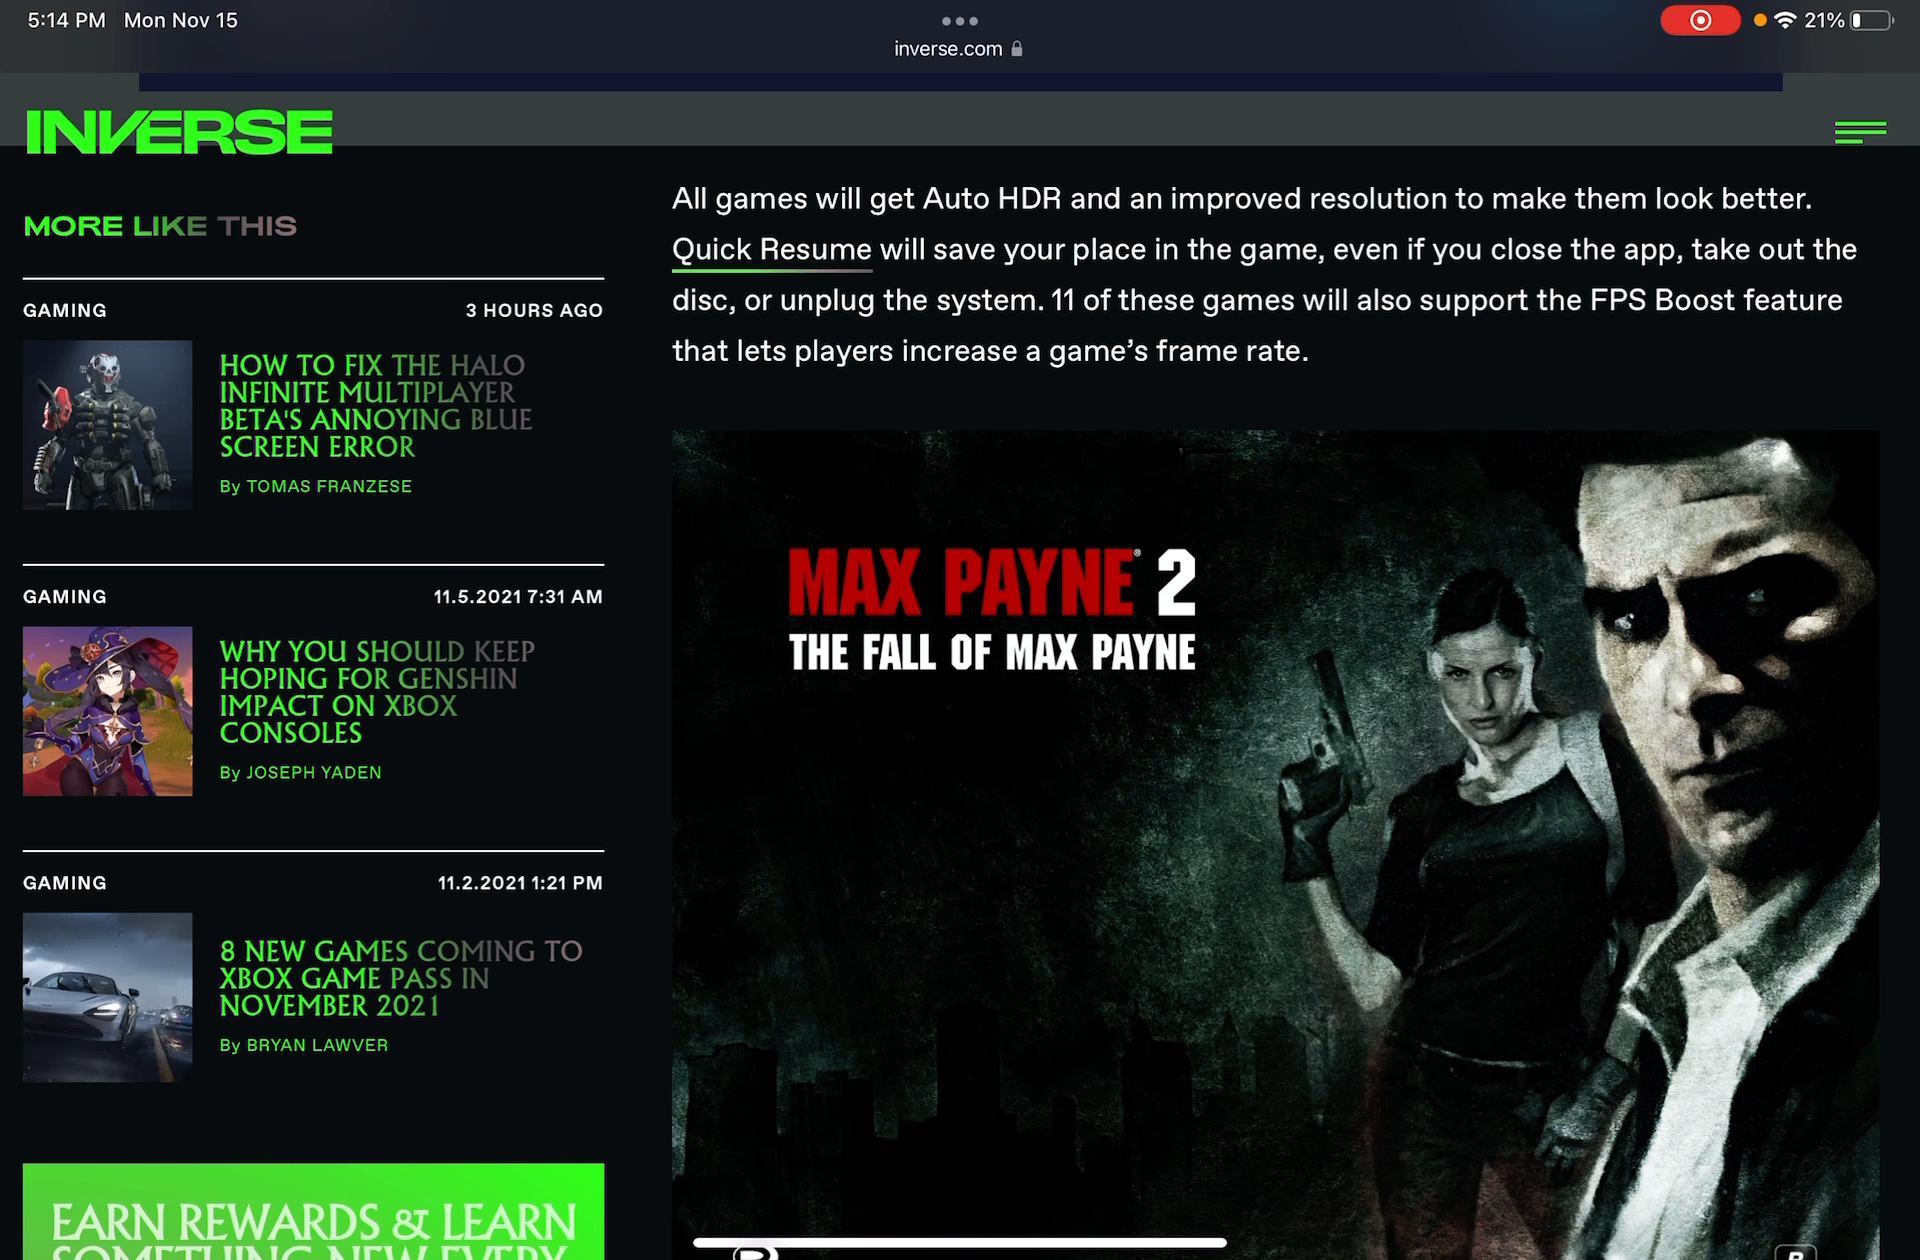 5:14 PM Mon Nov 15
inverse.com
21%
INVERSE
MORE LIKE THIS
GAMING 3 HOURS AGO
HOW TO FIX THE HALO
INFINITE MULTIPLAYER
BETA'S ANNOYING BLUE
SCREEN ERROR
By TOMAS FRANZESE
GAMING 11.5.2021 7:31 AM
WHY YOU SHOULD KEEP
HOPING FOR GENSHIN
IMPACT ON XBOX
CONSOLES
By JOSEPH YADEN
GAMING 11.2.2021 1:21 PM
8 NEW GAMES COMING TO
XBOX GAME PASS IN
NOVEMBER 2021
By BRYAN LAWVER
EARN REWARDS & LEARN
SOMETHING NEW EVERY
All games will get Auto HDR and an improved resolution to make them look better.
Quick Resume will save your place in the game, even if you close the app, take out the
disc, or unplug the system. 11 of these games will also support the FPS Boost feature
that lets players increase a game’s frame rate.
MAX PAYNE® 2
THE FALL OF MAX PAYNE